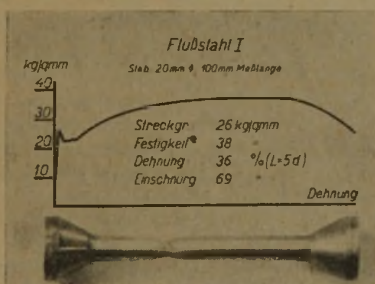 Flußstahl I
kg/qmm
Stab 20mm ϕ, 100mm Meßlänge
40
30
20
10
Streckgr. 26 kg/qmm
Festigkeit 38 "
Dehnung 36 % (L=5d)
Einschnürg 69 "
Dehnung